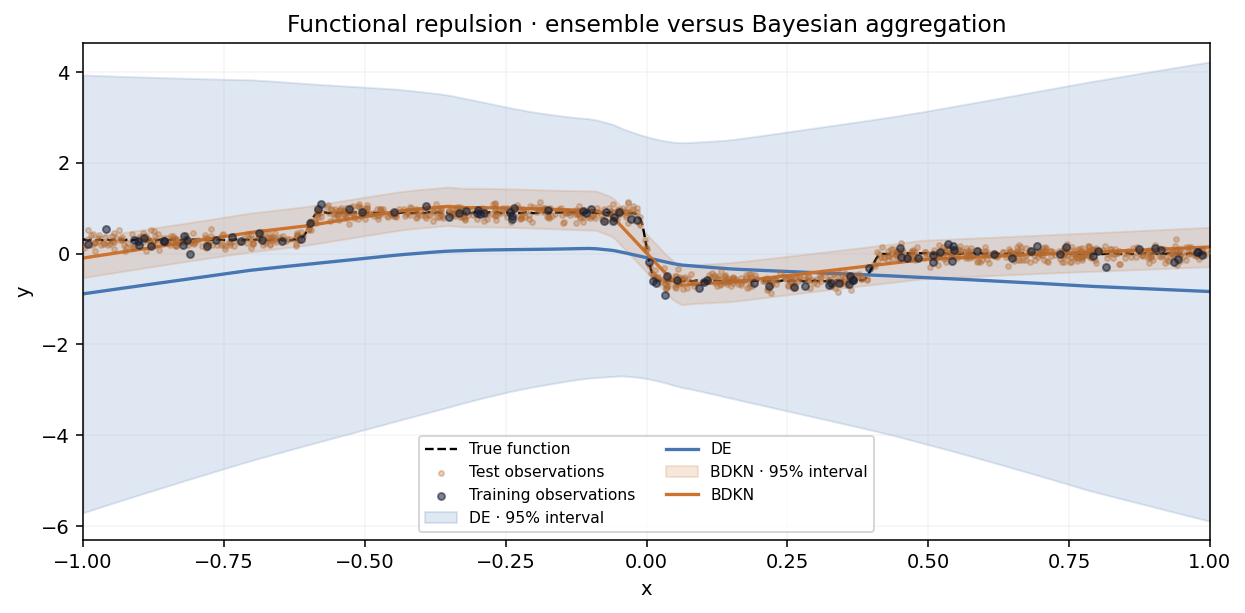 Functional repulsion · ensemble versus Bayesian aggregation
y
4
2
0
−2
−4
−6
True function
Test observations
Training observations
DE · 95% interval
DE
BDKN · 95% interval
BDKN
−1.00 −0.75 −0.50 −0.25 0.00 0.25 0.50 0.75 1.00
x